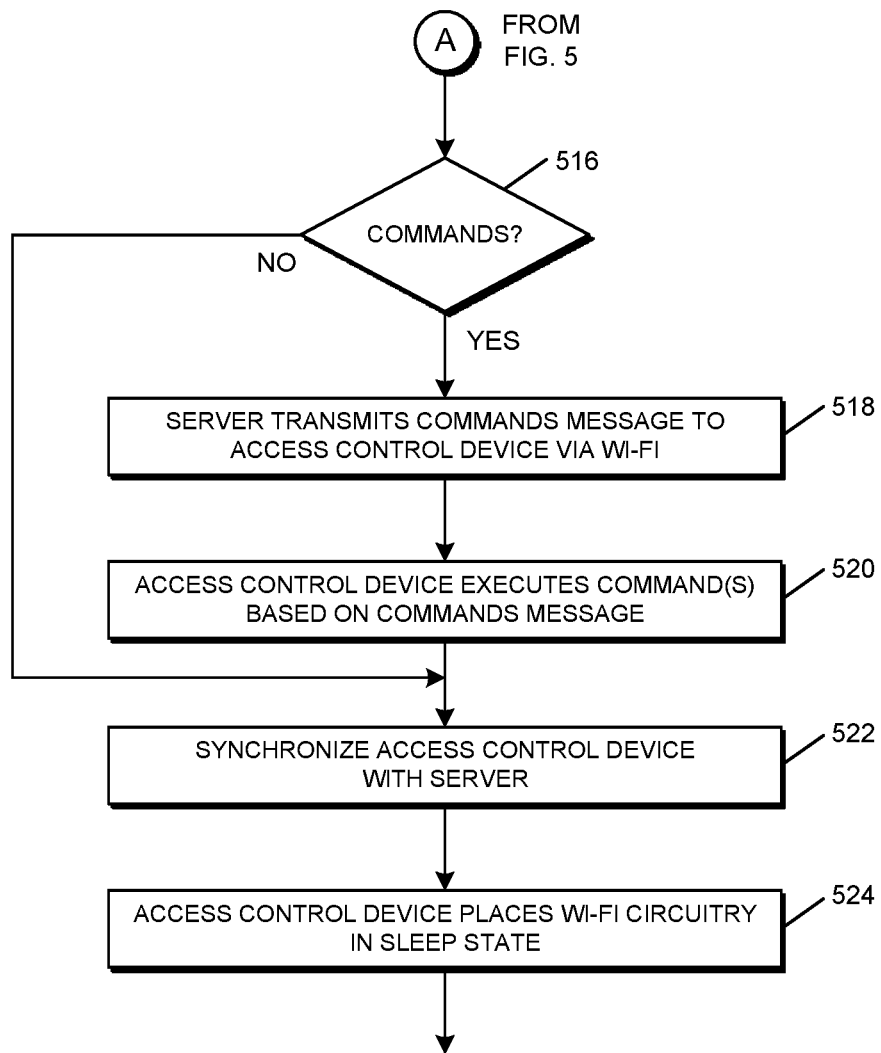 A
FROM
FIG. 5
516
COMMANDS?
NO
YES
SERVER TRANSMITS COMMANDS MESSAGE TO
ACCESS CONTROL DEVICE VIA WI-FI
518
ACCESS CONTROL DEVICE EXECUTES COMMAND(S)
BASED ON COMMANDS MESSAGE
520
SYNCHRONIZE ACCESS CONTROL DEVICE
WITH SERVER
522
ACCESS CONTROL DEVICE PLACES WI-FI CIRCUITRY
IN SLEEP STATE
524